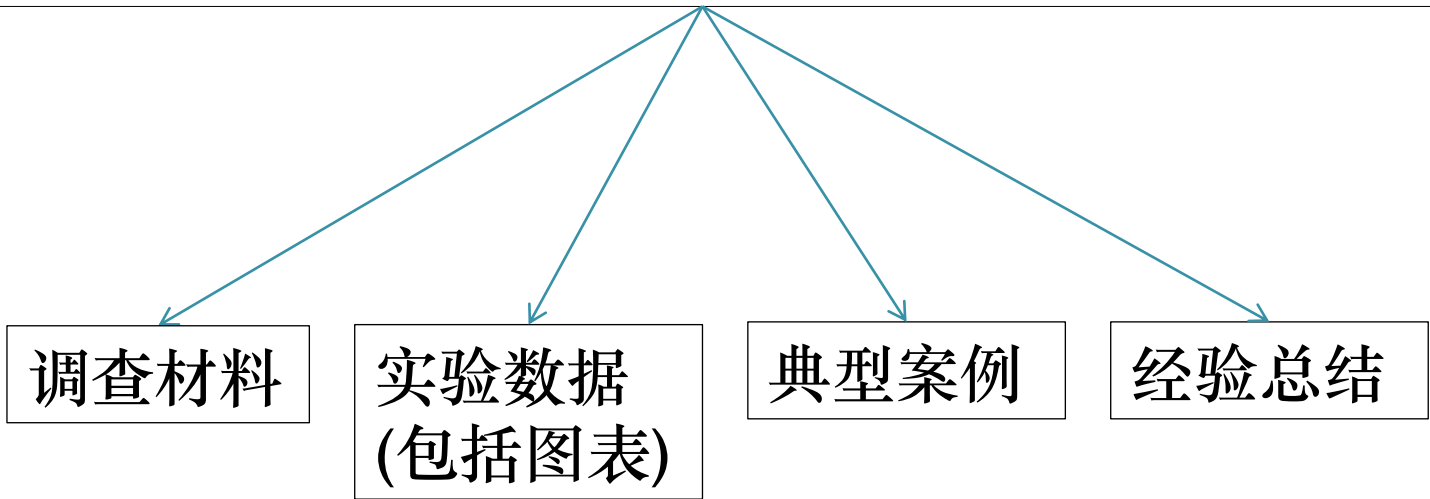 调查材料
实验数据
(包括图表)
典型案例
经验总结